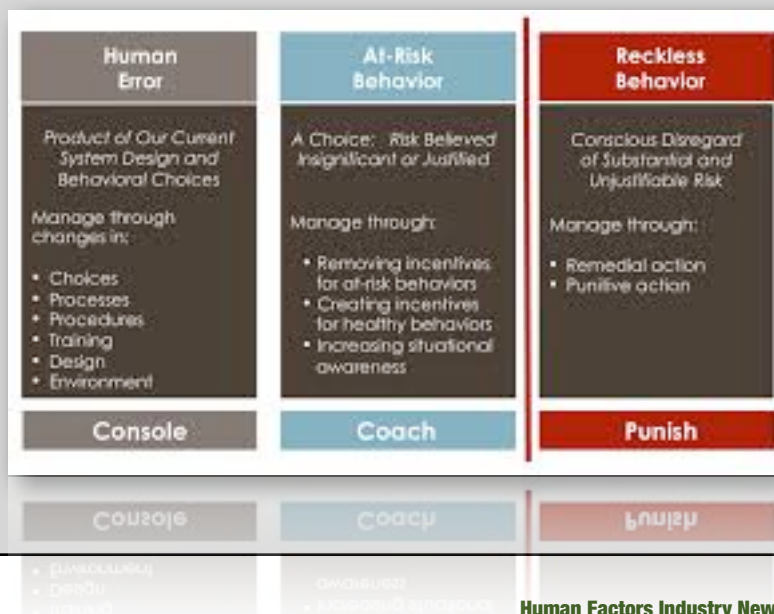 Human
Error
Product of Our Current
System Design and
Behavioral Choices
Manage through
changes in:
• Choices
• Processes
• Procedures
• Training
• Design
• Environment
Console
At-Risk
Behavior
A Choice: Risk Believed
Insignificant or Justified
Manage through:
• Removing incentives
for at-risk behaviors
• Creating incentives
for healthy behaviors
• Increasing situational
awareness
Coach
Reckless
Behavior
Conscious Disregard
of Substantial and
Unjustifiable Risk
Manage through:
• Remedial action
• Punitive action
Punish
Human Factors Industry New